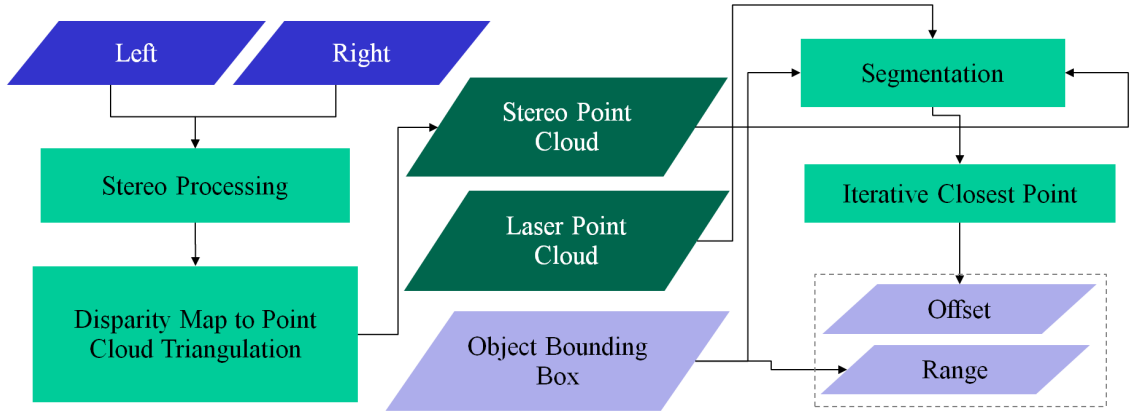 Left
Right
Stereo Processing
Disparity Map to Point
Cloud Triangulation
Stereo Point
Cloud
Laser Point
Cloud
Object Bounding
Box
Segmentation
Iterative Closest Point
Offset
Range